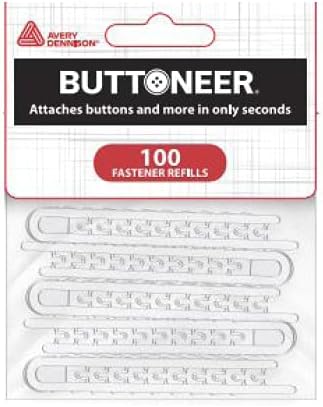 AVERY
DENNISON®
BUTTONEER®
Attaches buttons and more in only seconds
100
FASTENER REFILLS